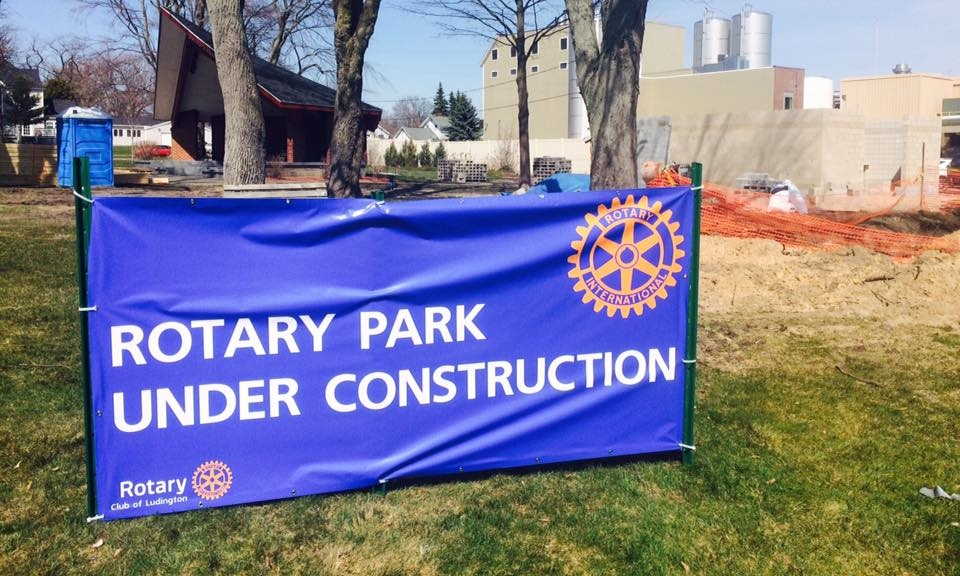 ROTARY
INTERNATIONAL
ROTARY PARK
UNDER CONSTRUCTION
Rotary
Club of Ludington